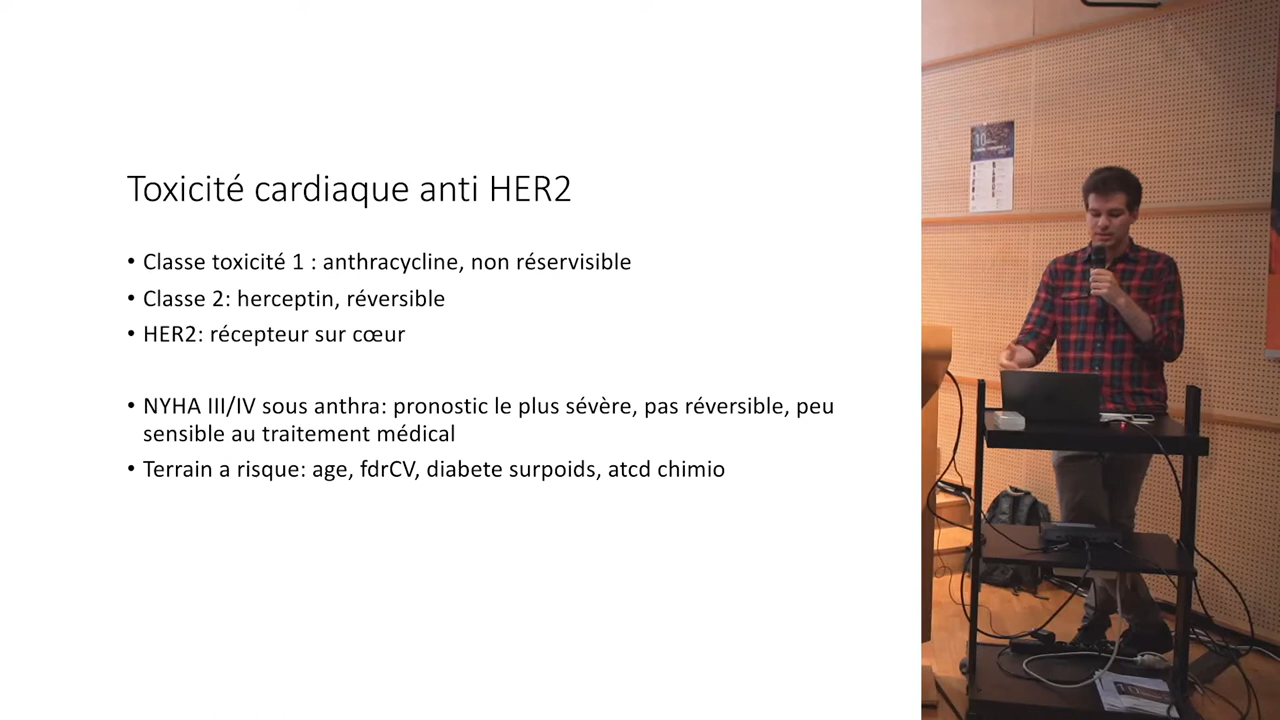 Toxicité cardiaque anti HER2
• Classe toxicité 1 : anthracycline, non réservisible
• Classe 2: herceptin, réversible
• HER2: récepteur sur cœur
• NYHA III/IV sous anthra: pronostic le plus sévère, pas réversible, peu
sensible au traitement médical
• Terrain a risque: age, fdrCV, diabete surpoids, atcd chimio
10